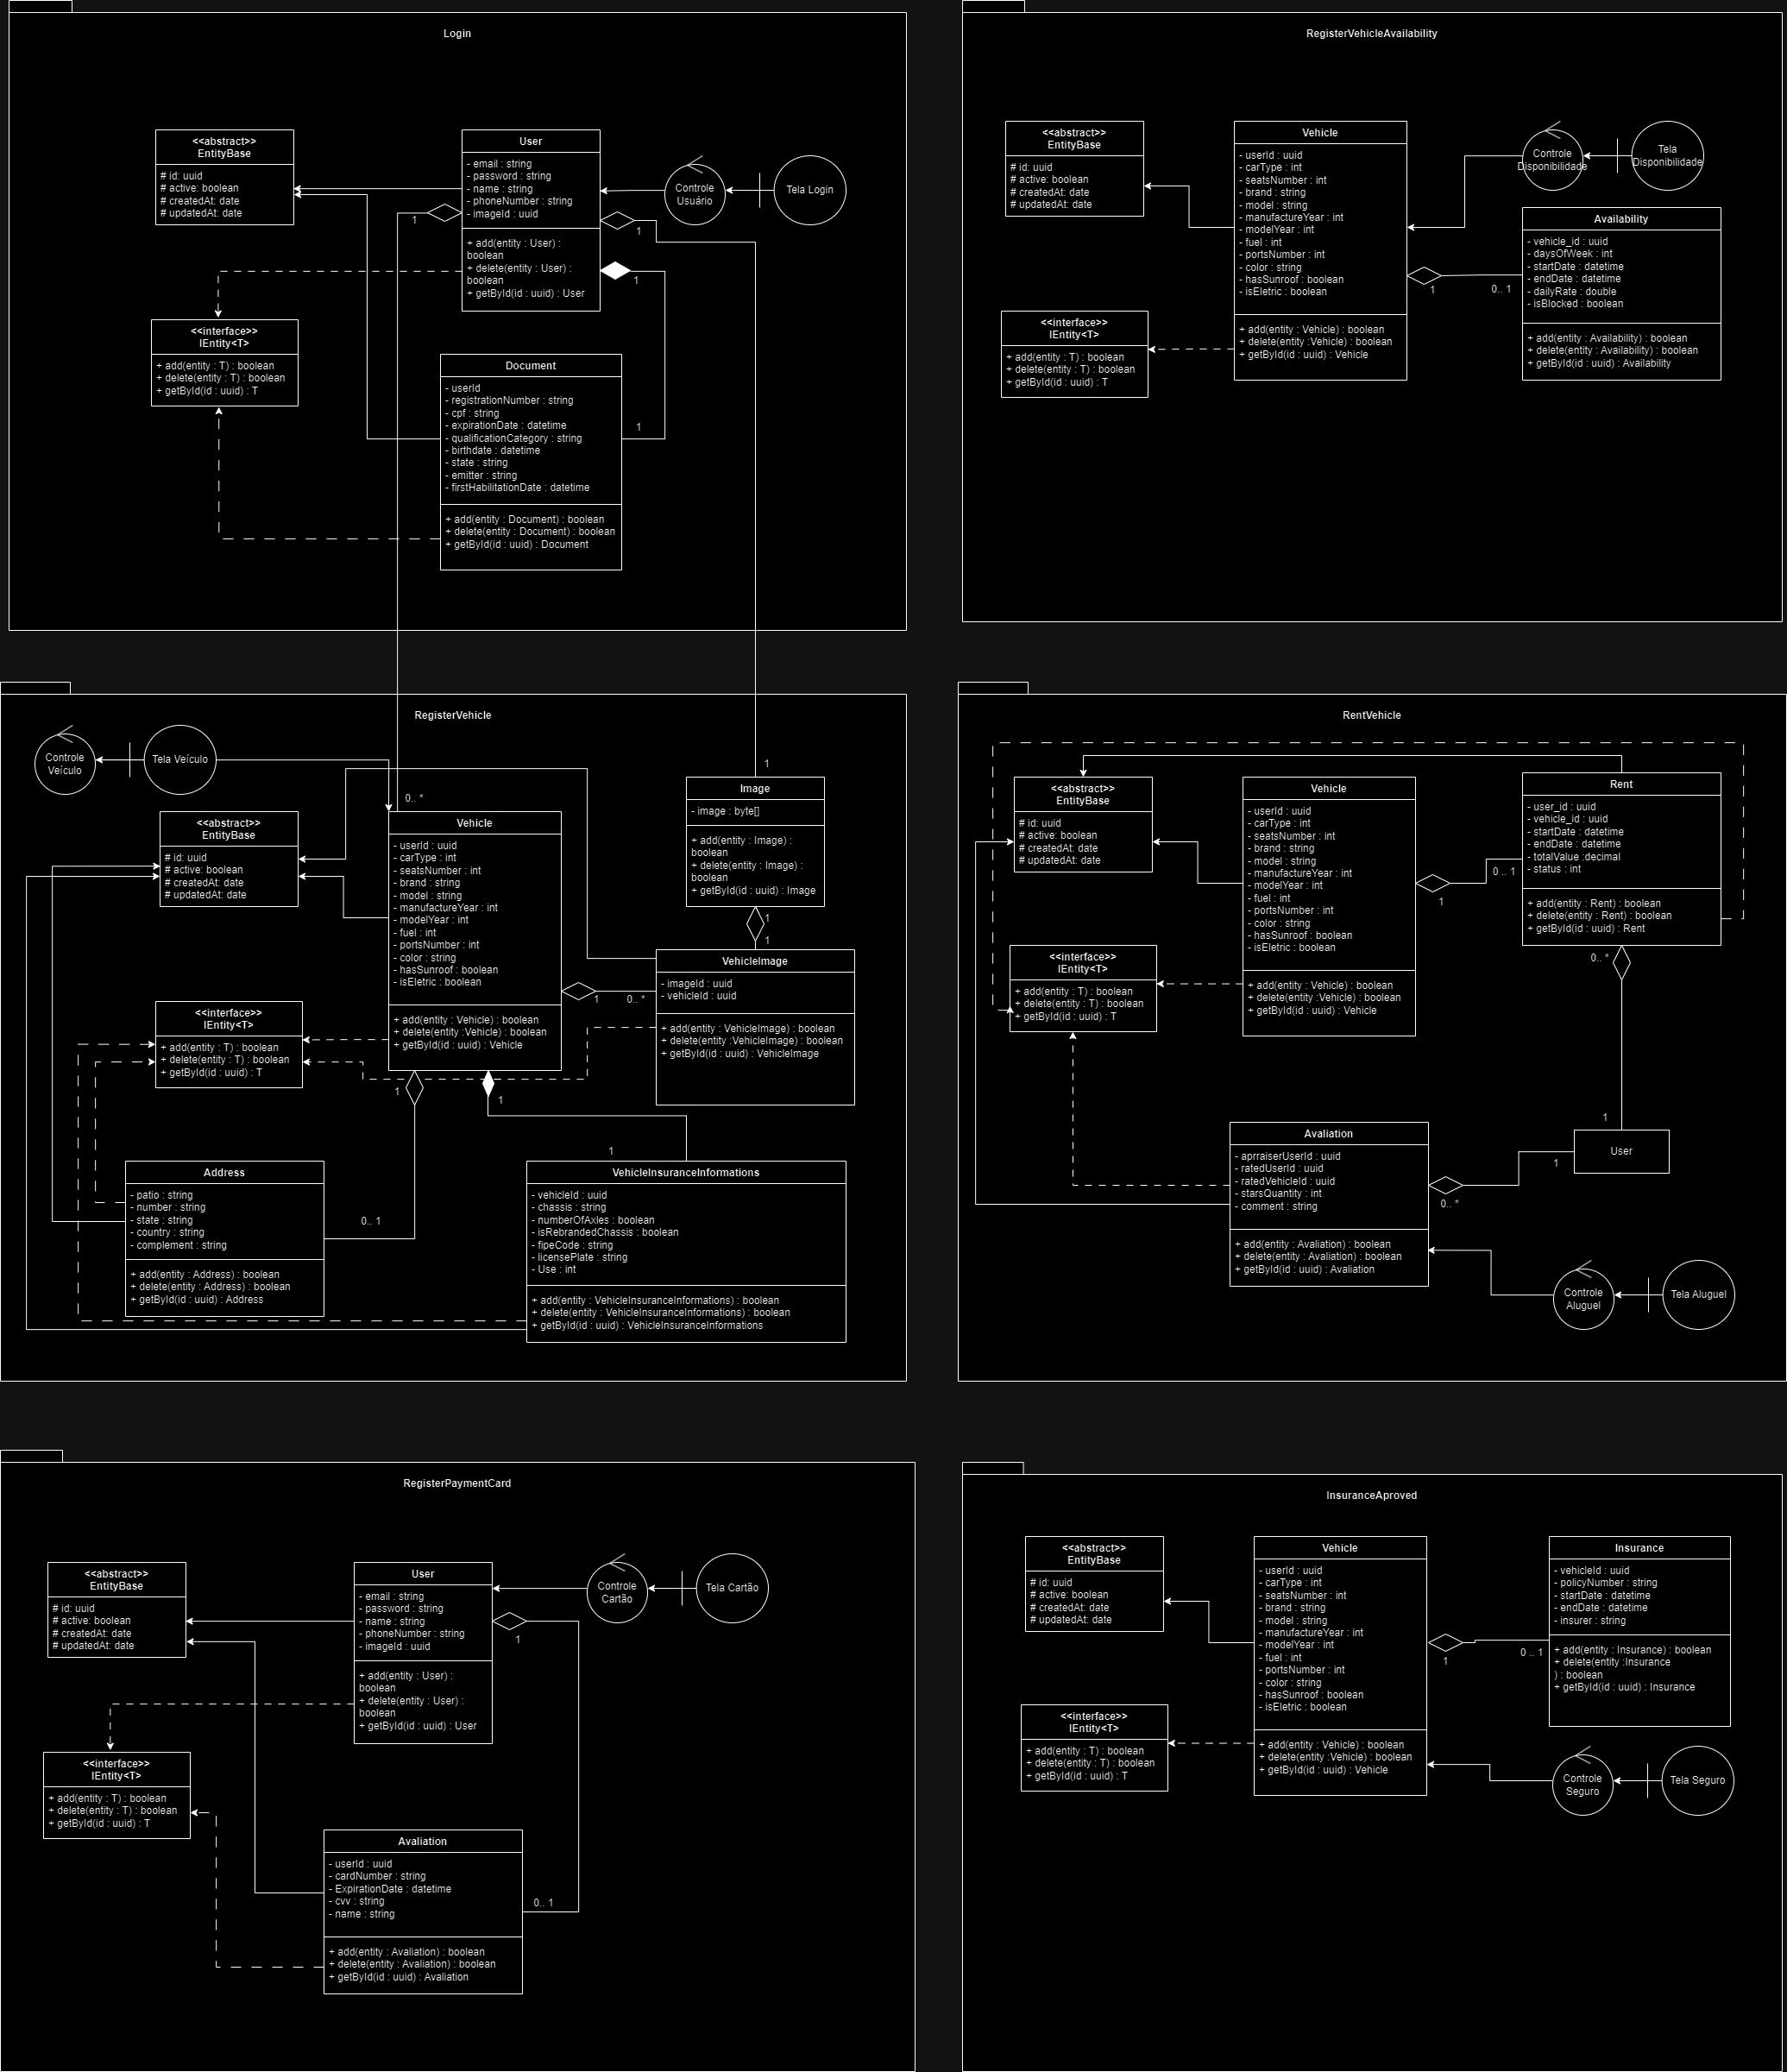 Login
<<abstract>>
EntityBase
# id: uuid
# active: boolean
# createdAt: date
# updatedAt: date
User
- email : string
- password : string
- name : string
- phoneNumber : string
- imageId : uuid
+ add(entity : User) :
boolean
+ delete(entity : User) :
boolean
+ getById(id : uuid) : User
Controle
Usuário
Tela Login
1
1
1
<<interface>>
IEntity<T>
+ add(entity : T) : boolean
+ delete(entity : T) : boolean
+ getById(id : uuid) : T
Document
- userId
- registrationNumber : string
- cpf : string
- expirationDate : datetime
- qualificationCategory : string
- birthdate : datetime
- state : string
- emitter : string
- firstHabilitationDate : datetime
+ add(entity : Document) : boolean
+ delete(entity : Document) : boolean
+ getById(id : uuid) : Document
1
RegisterVehicleAvailability
<<abstract>>
EntityBase
# id: uuid
# active: boolean
# createdAt: date
# updatedAt: date
Vehicle
- userId : uuid
- carType : int
- seatsNumber : int
- brand : string
- model : string
- manufactureYear : int
- modelYear : int
- fuel : int
- portsNumber : int
- color : string
- hasSunroof : boolean
- isEletric : boolean
+ add(entity : Vehicle) : boolean
+ delete(entity :Vehicle) : boolean
+ getById(id : uuid) : Vehicle
Controle
Disponibilidade
Tela
Disponibilidade
Availability
- vehicle_id : uuid
- daysOfWeek : int
- startDate : datetime
- endDate : datetime
- dailyRate : double
- isBlocked : boolean
+ add(entity : Availability) : boolean
+ delete(entity : Availability) : boolean
+ getById(id : uuid) : Availability
1
0.. 1
<<interface>>
IEntity<T>
+ add(entity : T) : boolean
+ delete(entity : T) : boolean
+ getById(id : uuid) : T
RegisterVehicle
Controle
Veículo
Tela Veículo
0.. *
1
<<abstract>>
EntityBase
# id: uuid
# active: boolean
# createdAt: date
# updatedAt: date
Vehicle
- userId : uuid
- carType : int
- seatsNumber : int
- brand : string
- model : string
- manufactureYear : int
- modelYear : int
- fuel : int
- portsNumber : int
- color : string
- hasSunroof : boolean
- isEletric : boolean
+ add(entity : Vehicle) : boolean
+ delete(entity :Vehicle) : boolean
+ getById(id : uuid) : Vehicle
Image
- image : byte[]
+ add(entity : Image) :
boolean
+ delete(entity : Image) :
boolean
+ getById(id : uuid) : Image
1
1
VehicleImage
- imageId : uuid
- vehicleId : uuid
+ add(entity : VehicleImage) : boolean
+ delete(entity :VehicleImage) : boolean
+ getById(id : uuid) : VehicleImage
1
0.. *
<<interface>>
IEntity<T>
+ add(entity : T) : boolean
+ delete(entity : T) : boolean
+ getById(id : uuid) : T
1
1
1
Address
- patio : string
- number : string
- state : string
- country : string
- complement : string
+ add(entity : Address) : boolean
+ delete(entity : Address) : boolean
+ getById(id : uuid) : Address
0.. 1
VehicleInsuranceInformations
- vehicleId : uuid
- chassis : string
- numberOfAxles : boolean
- isRebrandedChassis : boolean
- fipeCode : string
- licensePlate : string
- Use : int
+ add(entity : VehicleInsuranceInformations) : boolean
+ delete(entity : VehicleInsuranceInformations) : boolean
+ getById(id : uuid) : VehicleInsuranceInformations
RentVehicle
<<abstract>>
EntityBase
# id: uuid
# active: boolean
# createdAt: date
# updatedAt: date
Vehicle
- userId : uuid
- carType : int
- seatsNumber : int
- brand : string
- model : string
- manufactureYear : int
- modelYear : int
- fuel : int
- portsNumber : int
- color : string
- hasSunroof : boolean
- isEletric : boolean
+ add(entity : Vehicle) : boolean
+ delete(entity :Vehicle) : boolean
+ getById(id : uuid) : Vehicle
Rent
- user_id : uuid
- vehicle_id : uuid
- startDate : datetime
- endDate : datetime
- totalValue :decimal
- status : int
+ add(entity : Rent) : boolean
+ delete(entity : Rent) : boolean
+ getById(id : uuid) : Rent
1
0.. 1
0.. *
<<interface>>
IEntity<T>
+ add(entity : T) : boolean
+ delete(entity : T) : boolean
+ getById(id : uuid) : T
Avaliation
- aprraiserUserId : uuid
- ratedUserId : uuid
- ratedVehicleId : uuid
- starsQuantity : int
- comment : string
+ add(entity : Avaliation) : boolean
+ delete(entity : Avaliation) : boolean
+ getById(id : uuid) : Avaliation
1
User
1
0.. *
Controle
Aluguel
Tela Aluguel
RegisterPaymentCard
<<abstract>>
EntityBase
# id: uuid
# active: boolean
# createdAt: date
# updatedAt: date
User
- email : string
- password : string
- name : string
- phoneNumber : string
- imageId : uuid
+ add(entity : User) :
boolean
+ delete(entity : User) :
boolean
+ getById(id : uuid) : User
Controle
Cartão
Tela Cartão
1
<<interface>>
IEntity<T>
+ add(entity : T) : boolean
+ delete(entity : T) : boolean
+ getById(id : uuid) : T
Avaliation
- userId : uuid
- cardNumber : string
- ExpirationDate : datetime
- cvv : string
- name : string
+ add(entity : Avaliation) : boolean
+ delete(entity : Avaliation) : boolean
+ getById(id : uuid) : Avaliation
0.. 1
InsuranceAproved
<<abstract>>
EntityBase
# id: uuid
# active: boolean
# createdAt: date
# updatedAt: date
Vehicle
- userId : uuid
- carType : int
- seatsNumber : int
- brand : string
- model : string
- manufactureYear : int
- modelYear : int
- fuel : int
- portsNumber : int
- color : string
- hasSunroof : boolean
- isEletric : boolean
+ add(entity : Vehicle) : boolean
+ delete(entity :Vehicle) : boolean
+ getById(id : uuid) : Vehicle
Insurance
- vehicleId : uuid
- policyNumber : string
- startDate : datetime
- endDate : datetime
- insurer : string
+ add(entity : Insurance) : boolean
+ delete(entity :Insurance
) : boolean
+ getById(id : uuid) : Insurance
1
0 .. 1
<<interface>>
IEntity<T>
+ add(entity : T) : boolean
+ delete(entity : T) : boolean
+ getById(id : uuid) : T
Controle
Seguro
Tela Seguro